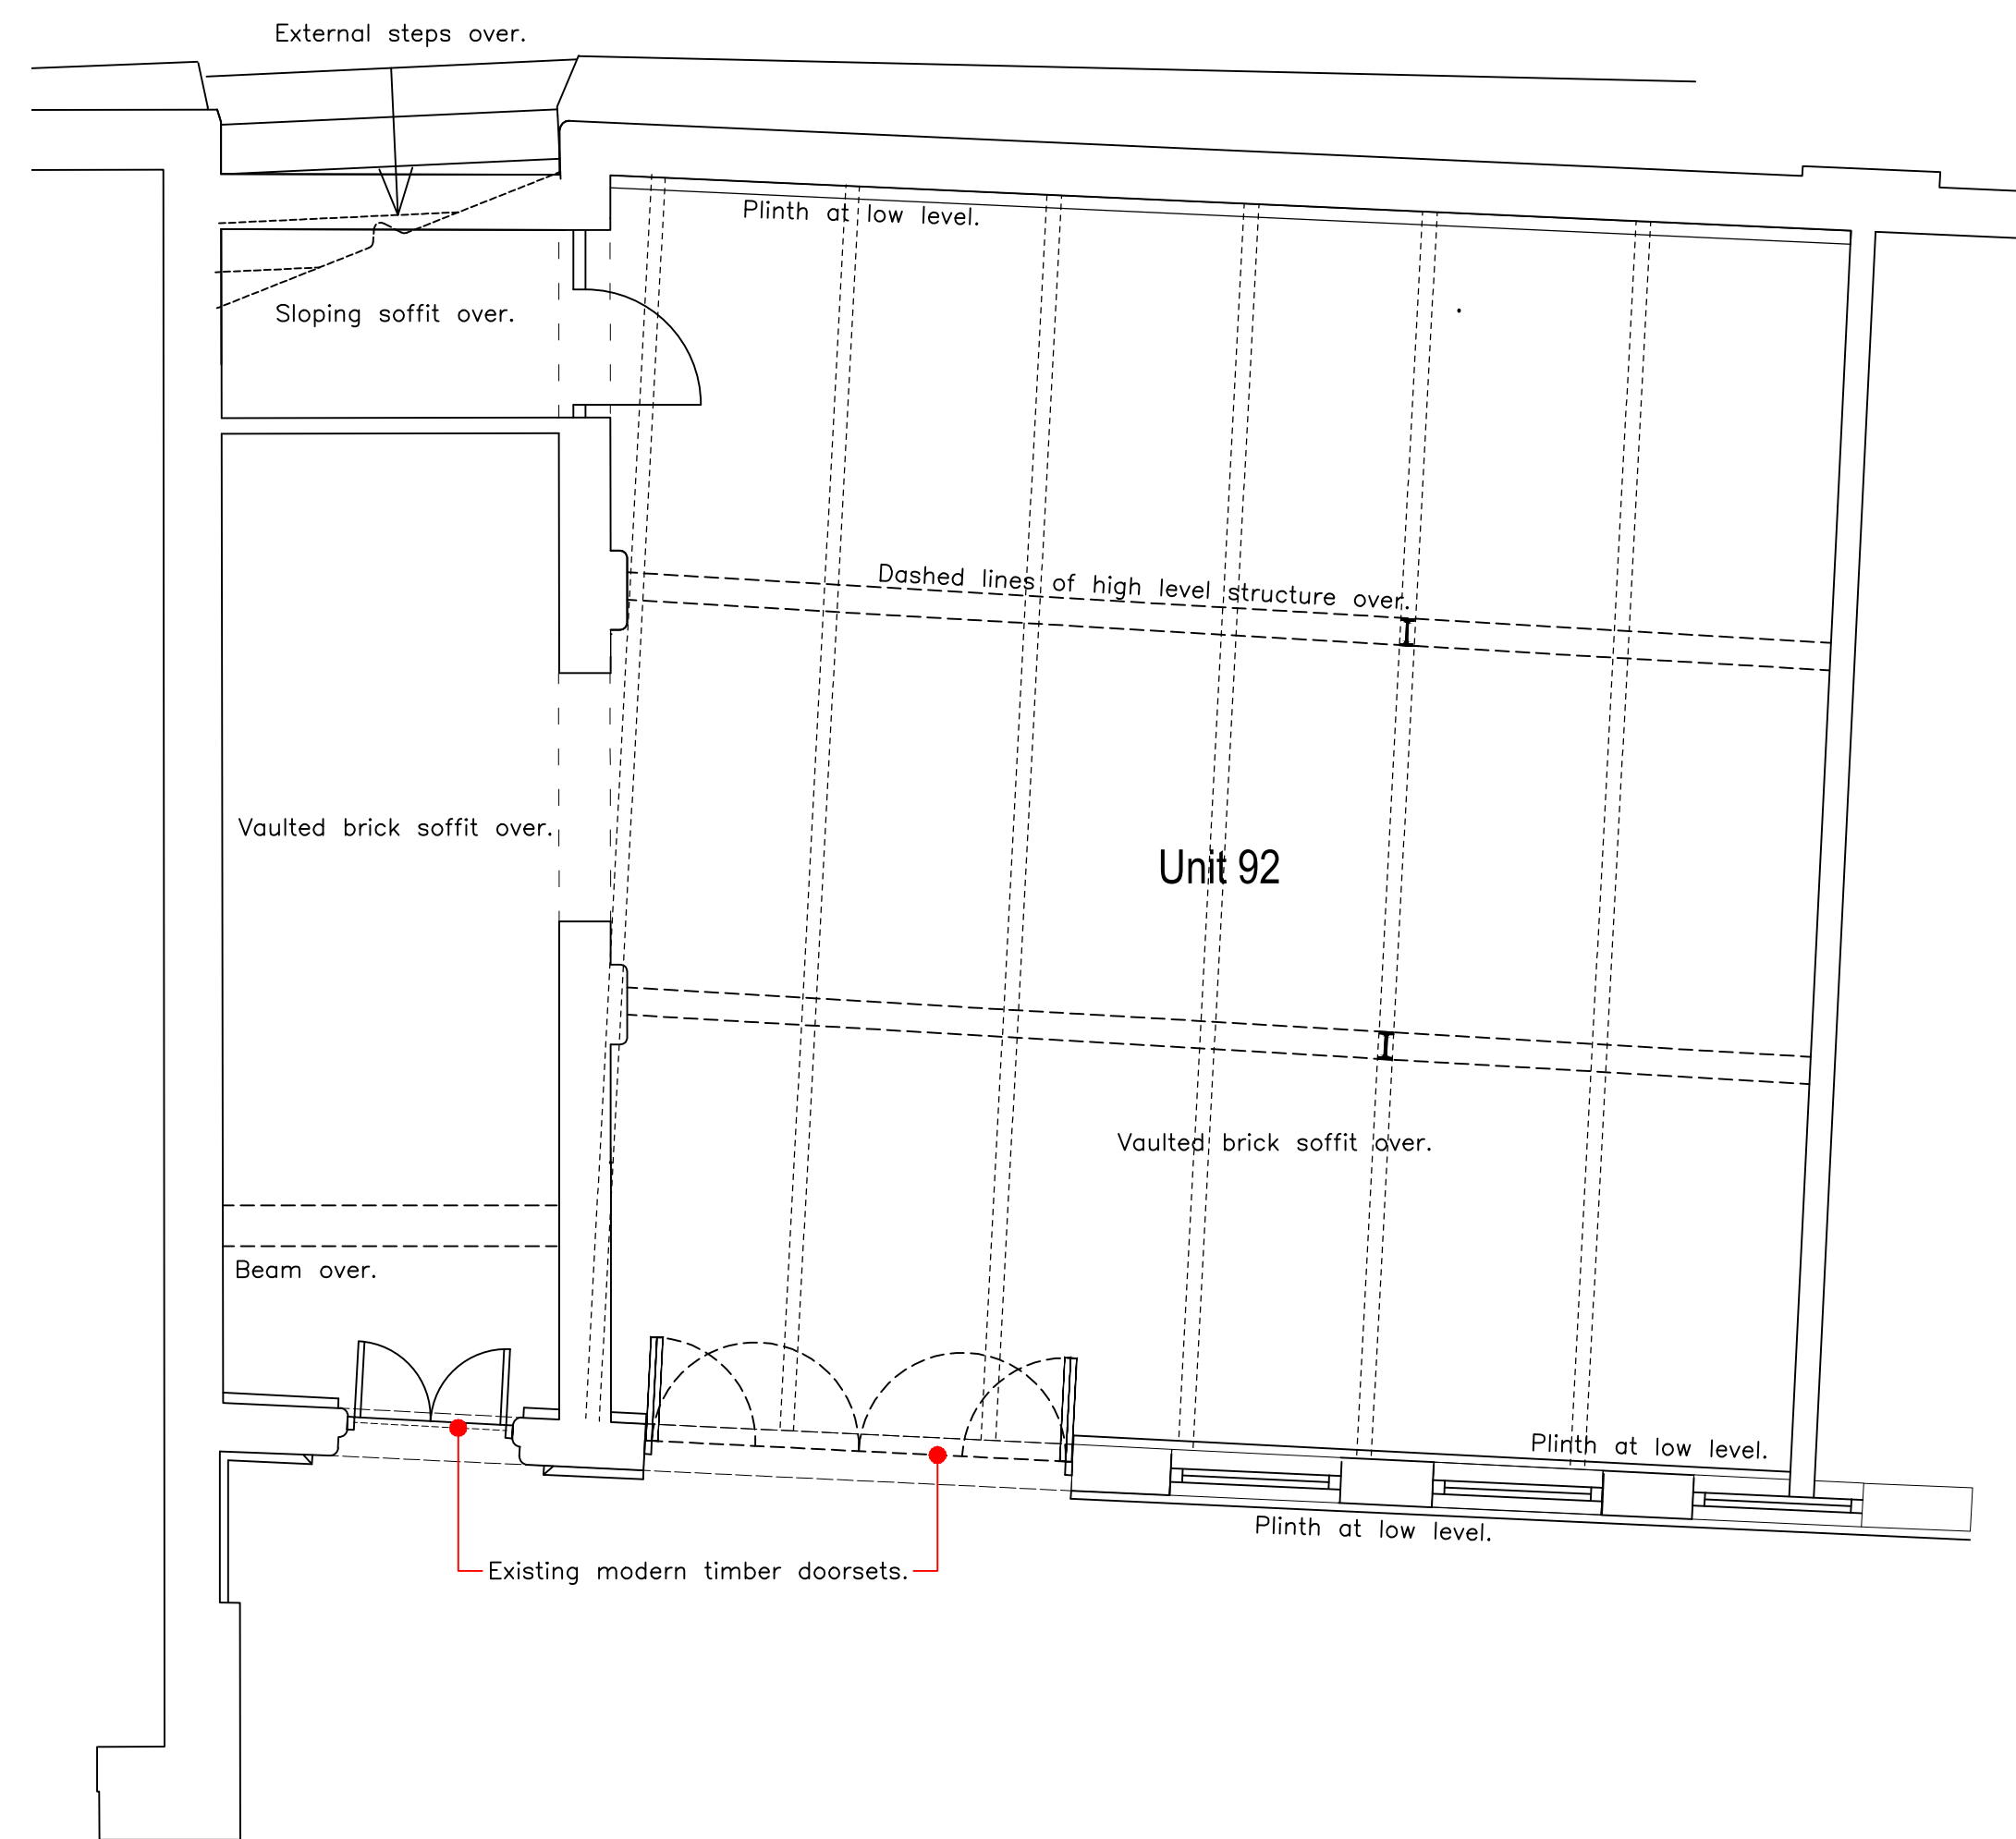 External steps over.
Plinth at low level.
Sloping soffit over.
Dashed lines of high level structure over.
Vaulted brick soffit over.
Unit 92
Vaulted brick soffit over.
Beam over.
Plinth at low level.
Plinth at low level.
Existing modern timber doorsets.